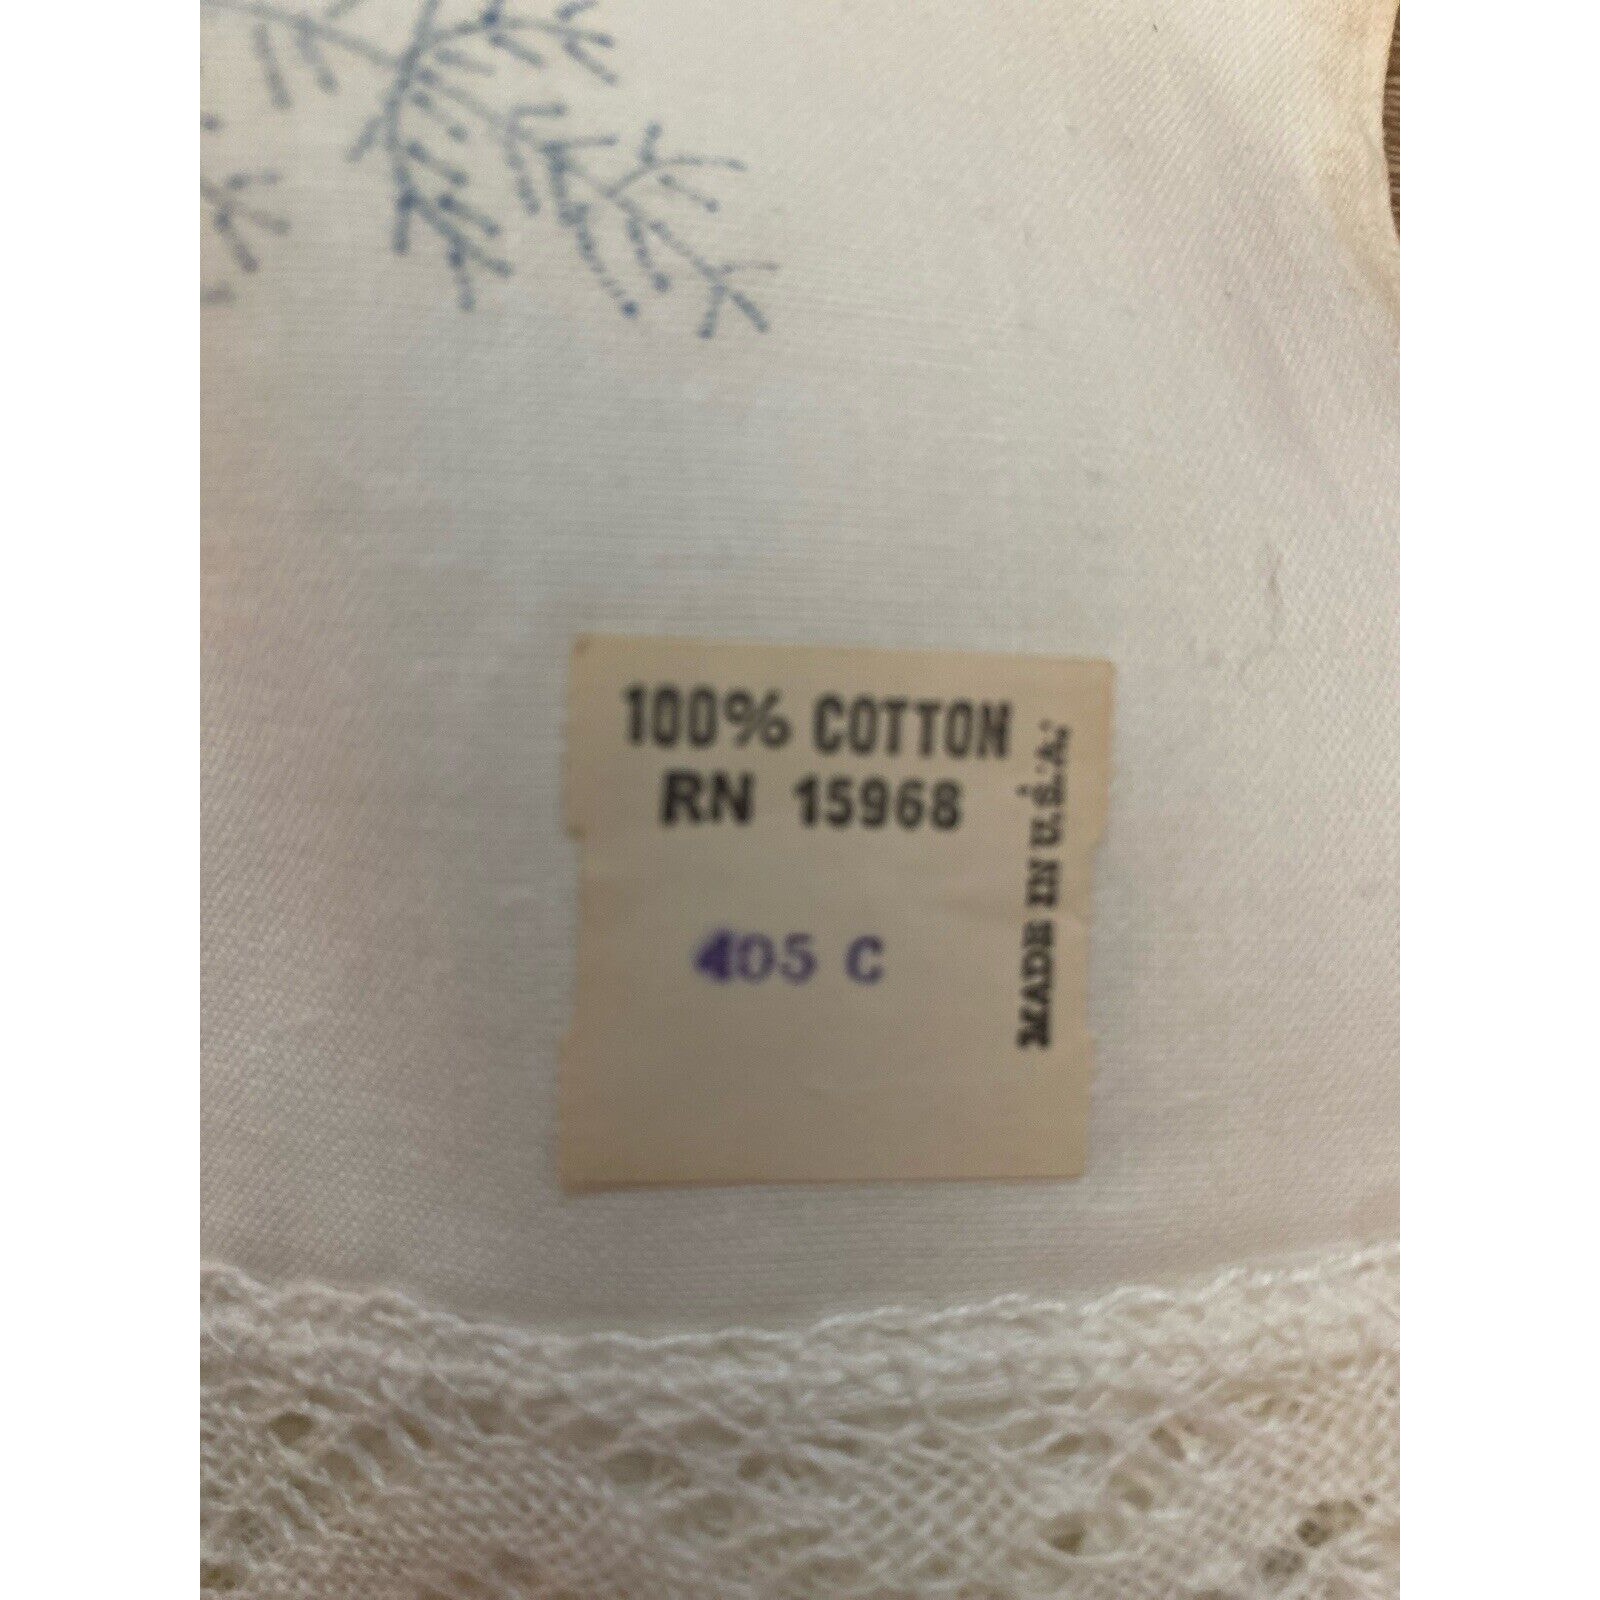 100% COTTON
RN 15968
405 C
MADE IN U.S.A.